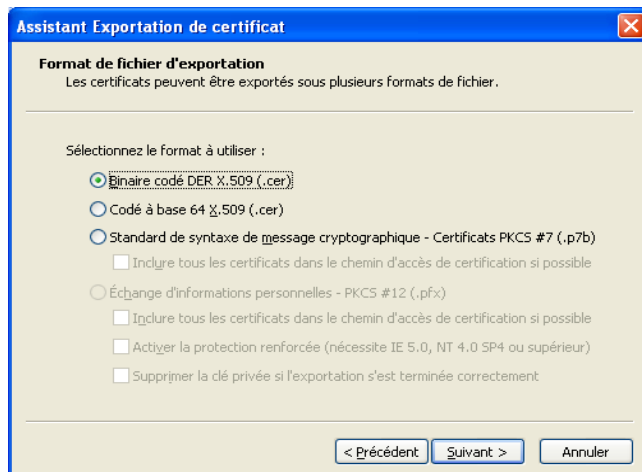 Assistant Exportation de certificat
Format de fichier d'exportation
Les certificats peuvent être exportés sous plusieurs formats de fichier.
Sélectionnez le format à utiliser :
Binaire codé DER X.509 (.cer)
Codé à base 64 X.509 (.cer)
Standard de syntaxe de message cryptographique - Certificats PKCS #7 (.p7b)
Inclure tous les certificats dans le chemin d'accès de certification si possible
Échange d'informations personnelles - PKCS #12 (.pfx)
Inclure tous les certificats dans le chemin d'accès de certification si possible
Activer la protection renforcée (nécessite IE 5.0, NT 4.0 SP4 ou supérieur)
Supprimer la clé privée si l'exportation s'est terminée correctement
< Précédent Suivant > Annuler